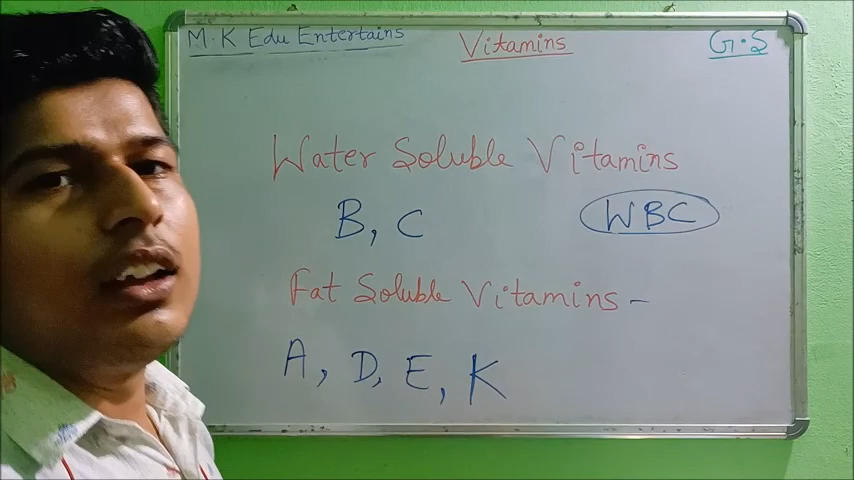 M.K Edu Entertains Vitamins G.S
Water Soluble Vitamins
B, C WBC
Fat Soluble Vitamins -
A, D, E, K